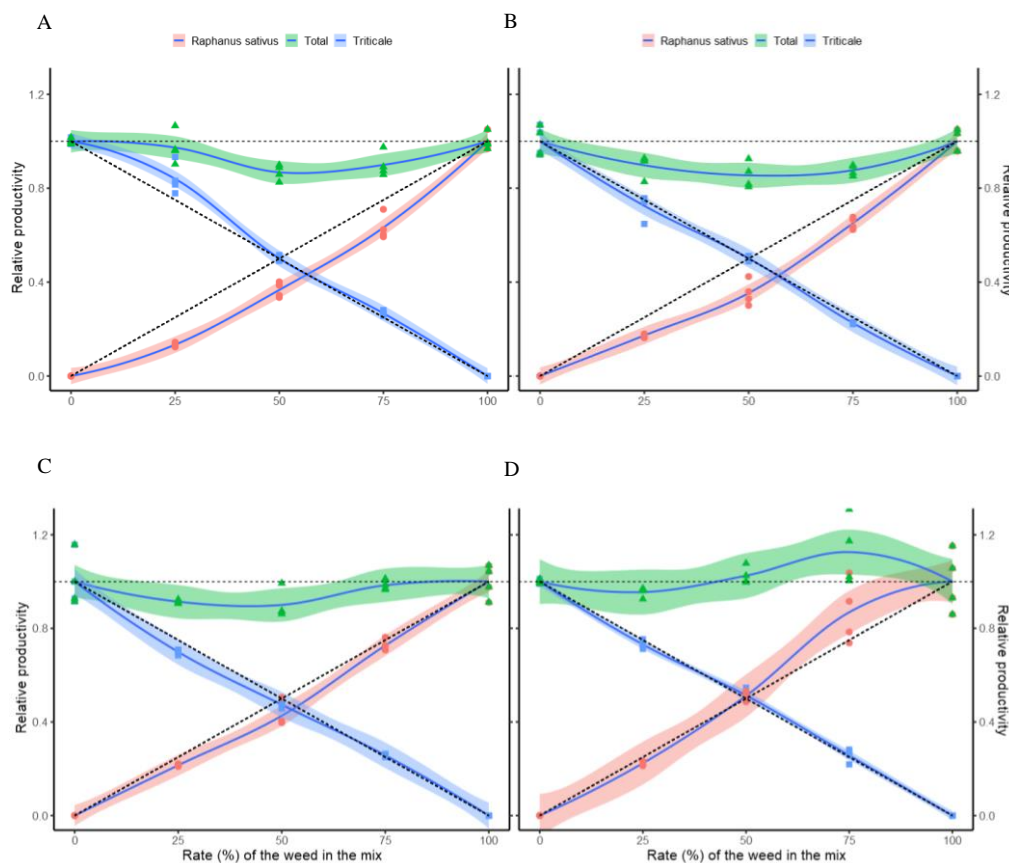 A
B
Raphanus sativus Total Triticale
Raphanus sativus Total Triticale
1.2
0.8
0.4
0.0
Relative productivity
1.2
0.8
0.4
0.0
Relative productivity
0 25 50 75 100
0 25 50 75 100
C
D
1.2
0.8
0.4
0.0
Relative productivity
1.2
0.8
0.4
0.0
Relative productivity
0 25 50 75 100
0 25 50 75 100
Rate (%) of the weed in the mix
Rate (%) of the weed in the mix